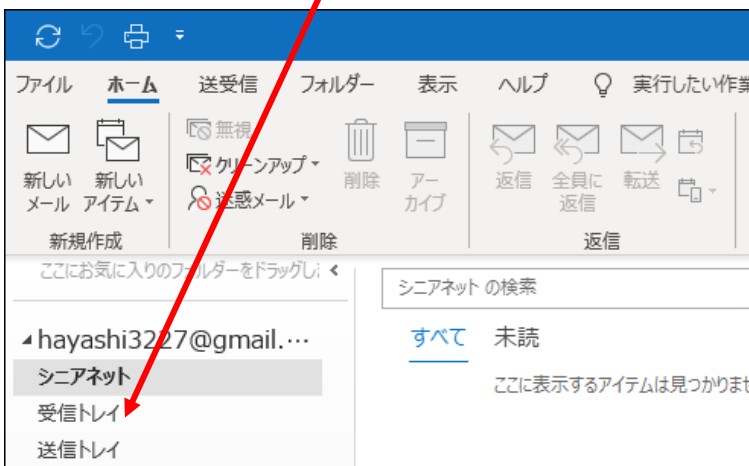 ファイル ホーム 送受信 フォルダー 表示 ヘルプ 実行したい作業
新しい
メール
新しい
アイテム
無視
クリーンアップ
迷惑メール
削除
アー
カイブ
返信
全員に
返信
転送
新規作成 削除 返信
ここにお気に入りのフォルダーをドラッグし
シニアネット の検索
hayashi3227@gmail.…
すべて 未読
シニアネット
ここに表示するアイテムは見つかりませ
受信トレイ
送信トレイ